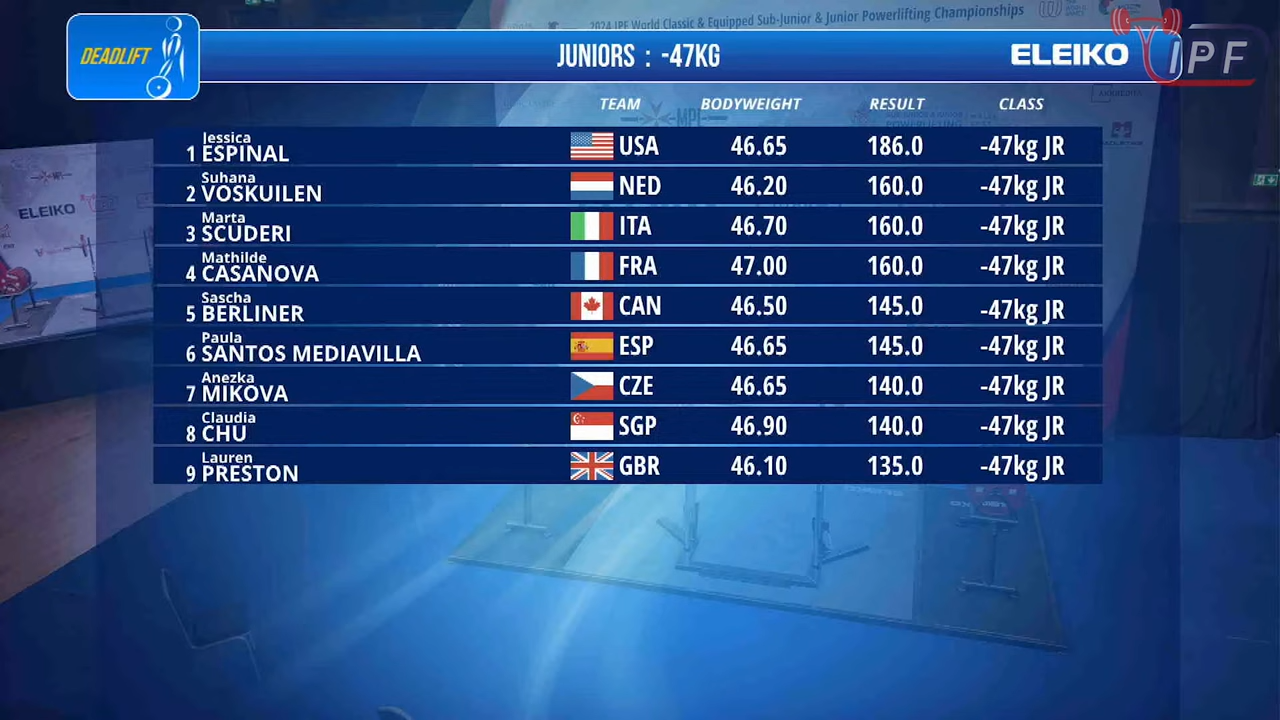 2024 IPF World Classic & Equipped Sub-Junior & Junior Powerlifting Championships
DEADLIFT
JUNIORS : -47KG
ELEIKO
IPF
TEAM BODYWEIGHT RESULT CLASS
Jessica
1 ESPINAL USA 46.65 186.0 -47kg JR
Suhana
2 VOSKUILEN NED 46.20 160.0 -47kg JR
Marta
3 SCUDERI ITA 46.70 160.0 -47kg JR
Mathilde
4 CASANOVA FRA 47.00 160.0 -47kg JR
Sascha
5 BERLINER CAN 46.50 145.0 -47kg JR
Paula
6 SANTOS MEDIAVILLA ESP 46.65 145.0 -47kg JR
Anezka
7 MIKOVA CZE 46.65 140.0 -47kg JR
Claudia
8 CHU SGP 46.90 140.0 -47kg JR
Lauren
9 PRESTON GBR 46.10 135.0 -47kg JR
ELEIKO